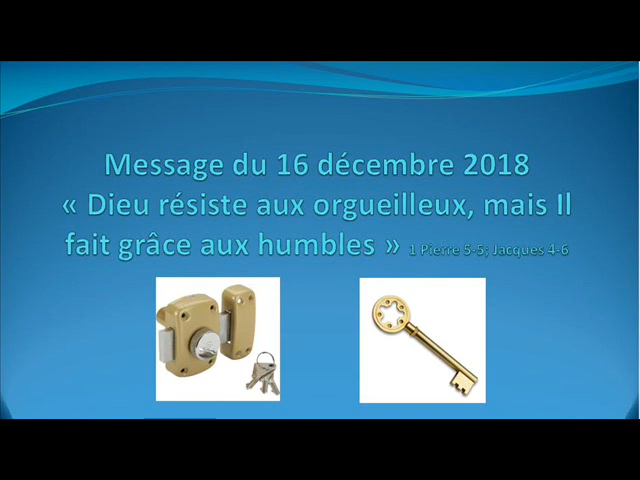 Message du 16 décembre 2018
« Dieu résiste aux orgueilleux, mais Il
fait grâce aux humbles » 1 Pierre 5-5; Jacques 4-6